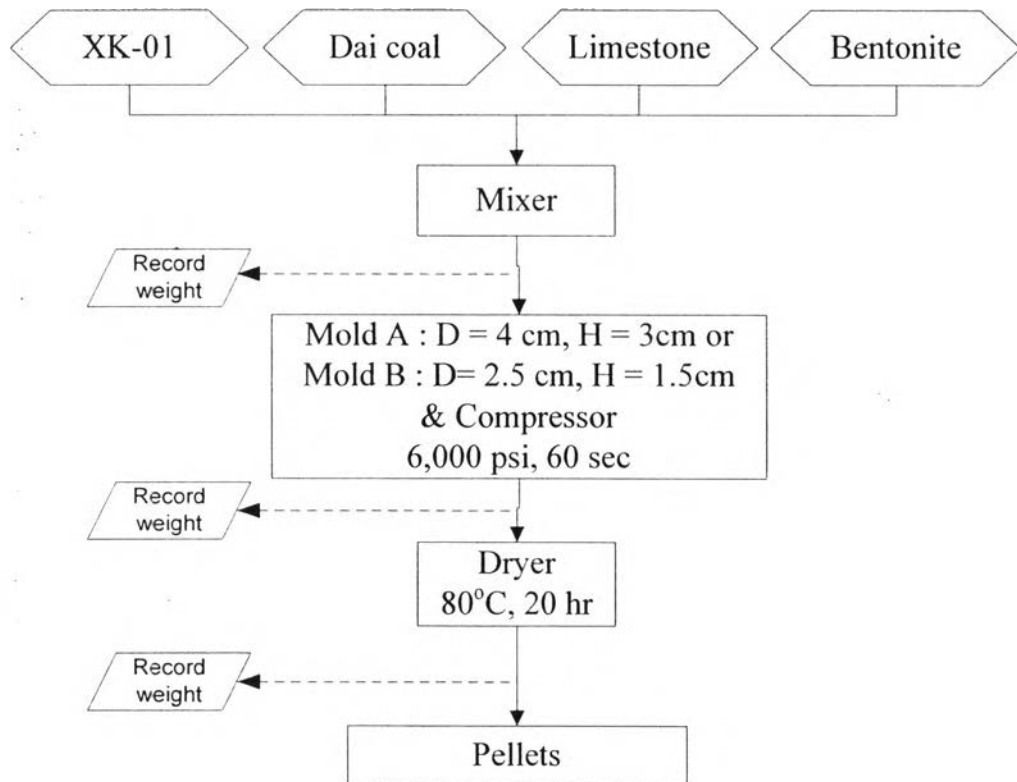 XK-01
Dai coal
Limestone
Bentonite
Mixer
Record
weight
Mold A : D = 4 cm, H = 3cm or
Mold B : D= 2.5 cm, H = 1.5cm
& Compressor
6,000 psi, 60 sec
Record
weight
Dryer
80°C, 20 hr
Record
weight
Pellets